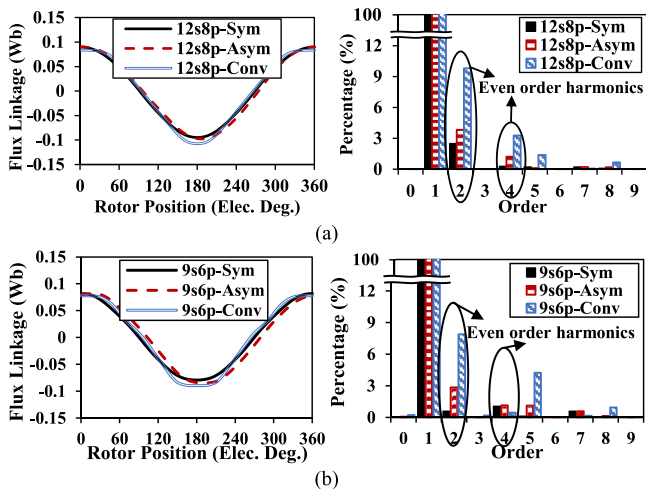 Flux Linkage (Wb)
0.15
0.1
0.05
0
-0.05
-0.1
-0.15
12s8p-Sym
12s8p-Asym
12s8p-Conv
0 60 120 180 240 300 360
Rotor Position (Elec. Deg.)
Percentage (%)
100
12
9
6
3
0
12s8p-Sym
12s8p-Asym
12s8p-Conv
Even order harmonics
0 1 2 3 4 5 6 7 8 9
Order
(a)
Flux Linkage (Wb)
0.15
0.1
0.05
0
-0.05
-0.1
-0.15
9s6p-Sym
9s6p-Asym
9s6p-Conv
0 60 120 180 240 300 360
Rotor Position (Elec. Deg.)
Percentage (%)
100
12
9
6
3
0
9s6p-Sym
9s6p-Asym
9s6p-Conv
Even order harmonics
0 1 2 3 4 5 6 7 8 9
Order
(b)